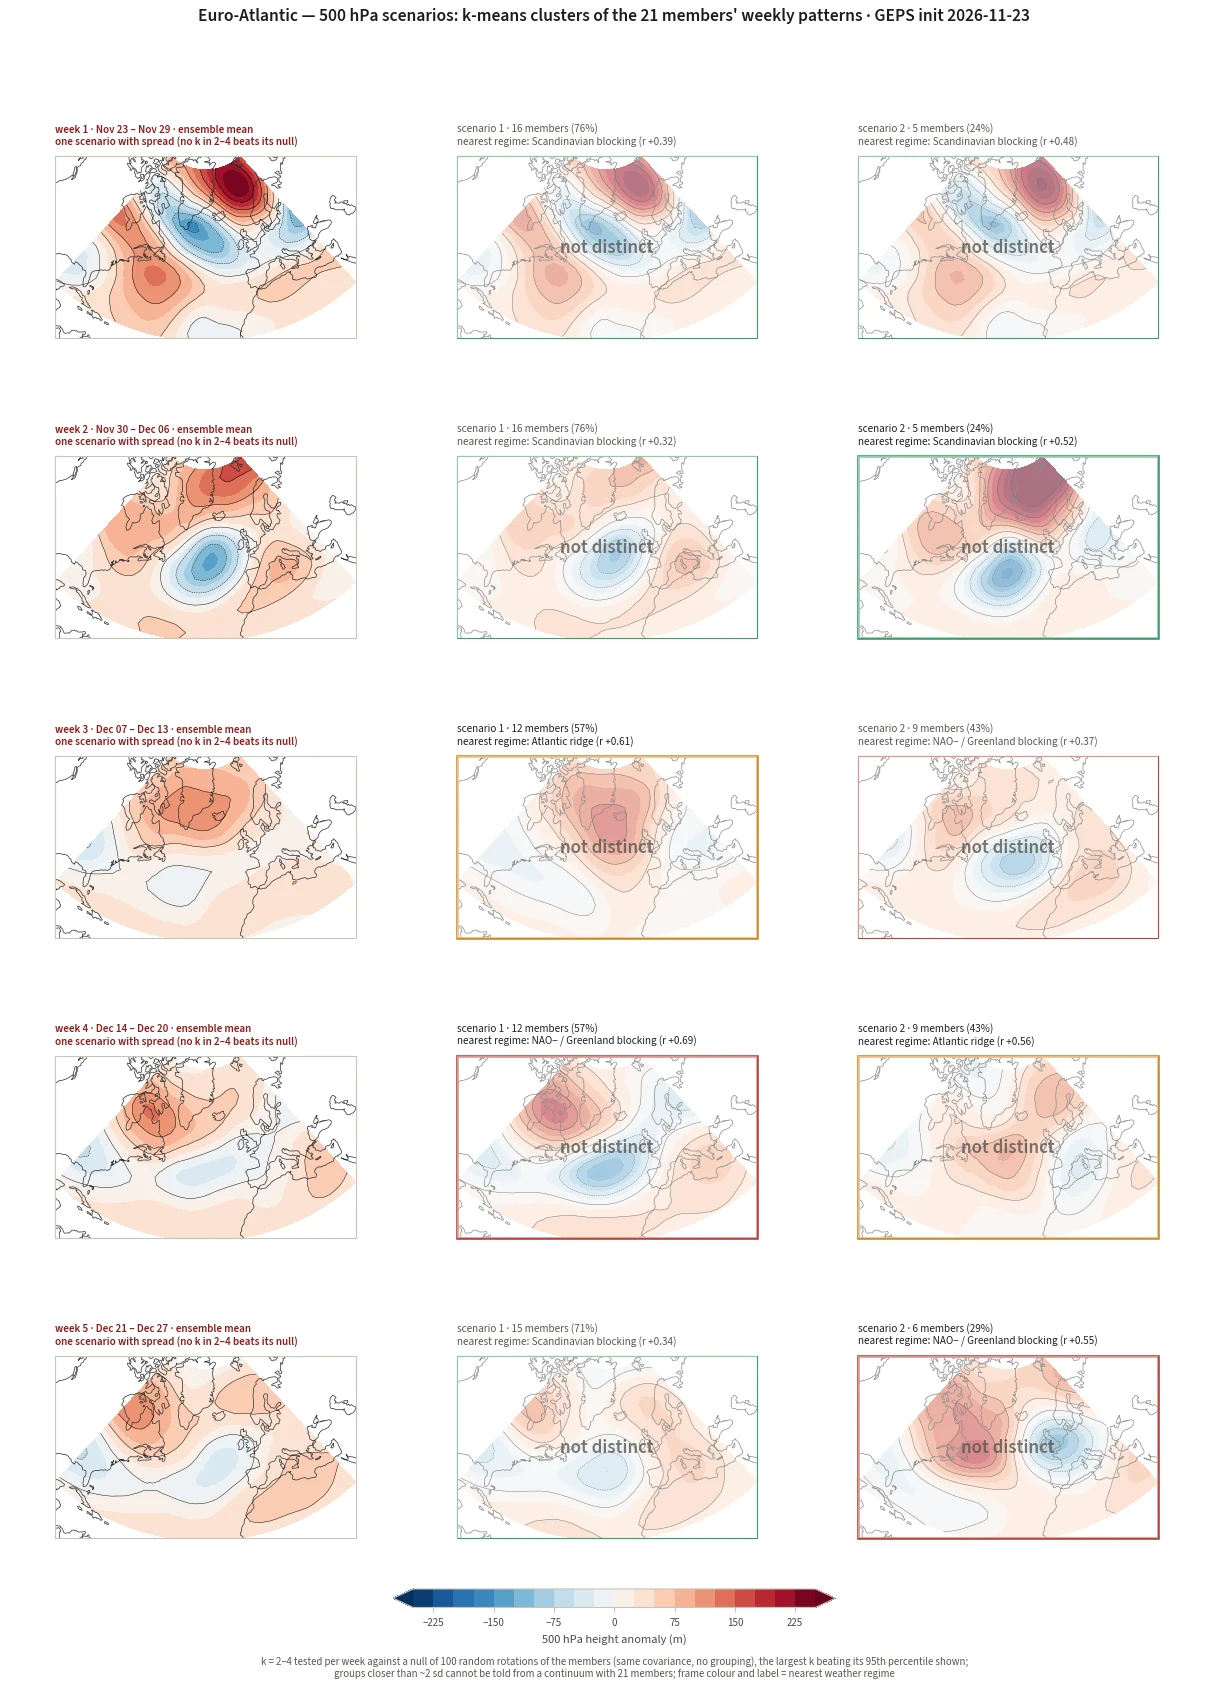 Euro-Atlantic — 500 hPa scenarios: k-means clusters of the 21 members' weekly patterns · GEPS init 2026-11-23
week 1 · Nov 23 – Nov 29 · ensemble mean
one scenario with spread (no k in 2–4 beats its null)
scenario 1 · 16 members (76%)
nearest regime: Scandinavian blocking (r +0.39)
not distinct
scenario 2 · 5 members (24%)
nearest regime: Scandinavian blocking (r +0.48)
not distinct
week 2 · Nov 30 – Dec 06 · ensemble mean
one scenario with spread (no k in 2–4 beats its null)
scenario 1 · 16 members (76%)
nearest regime: Scandinavian blocking (r +0.32)
not distinct
scenario 2 · 5 members (24%)
nearest regime: Scandinavian blocking (r +0.52)
not distinct
week 3 · Dec 07 – Dec 13 · ensemble mean
one scenario with spread (no k in 2–4 beats its null)
scenario 1 · 12 members (57%)
nearest regime: Atlantic ridge (r +0.61)
not distinct
scenario 2 · 9 members (43%)
nearest regime: NAO− / Greenland blocking (r +0.37)
not distinct
week 4 · Dec 14 – Dec 20 · ensemble mean
one scenario with spread (no k in 2–4 beats its null)
scenario 1 · 12 members (57%)
nearest regime: NAO− / Greenland blocking (r +0.69)
not distinct
scenario 2 · 9 members (43%)
nearest regime: Atlantic ridge (r +0.56)
not distinct
week 5 · Dec 21 – Dec 27 · ensemble mean
one scenario with spread (no k in 2–4 beats its null)
scenario 1 · 15 members (71%)
nearest regime: Scandinavian blocking (r +0.34)
not distinct
scenario 2 · 6 members (29%)
nearest regime: NAO− / Greenland blocking (r +0.55)
not distinct
−225 −150 −75 0 75 150 225
500 hPa height anomaly (m)
k = 2–4 tested per week against a null of 100 random rotations of the members (same covariance, no grouping), the largest k beating its 95th percentile shown;
groups closer than ~2 sd cannot be told from a continuum with 21 members; frame colour and label = nearest weather regime